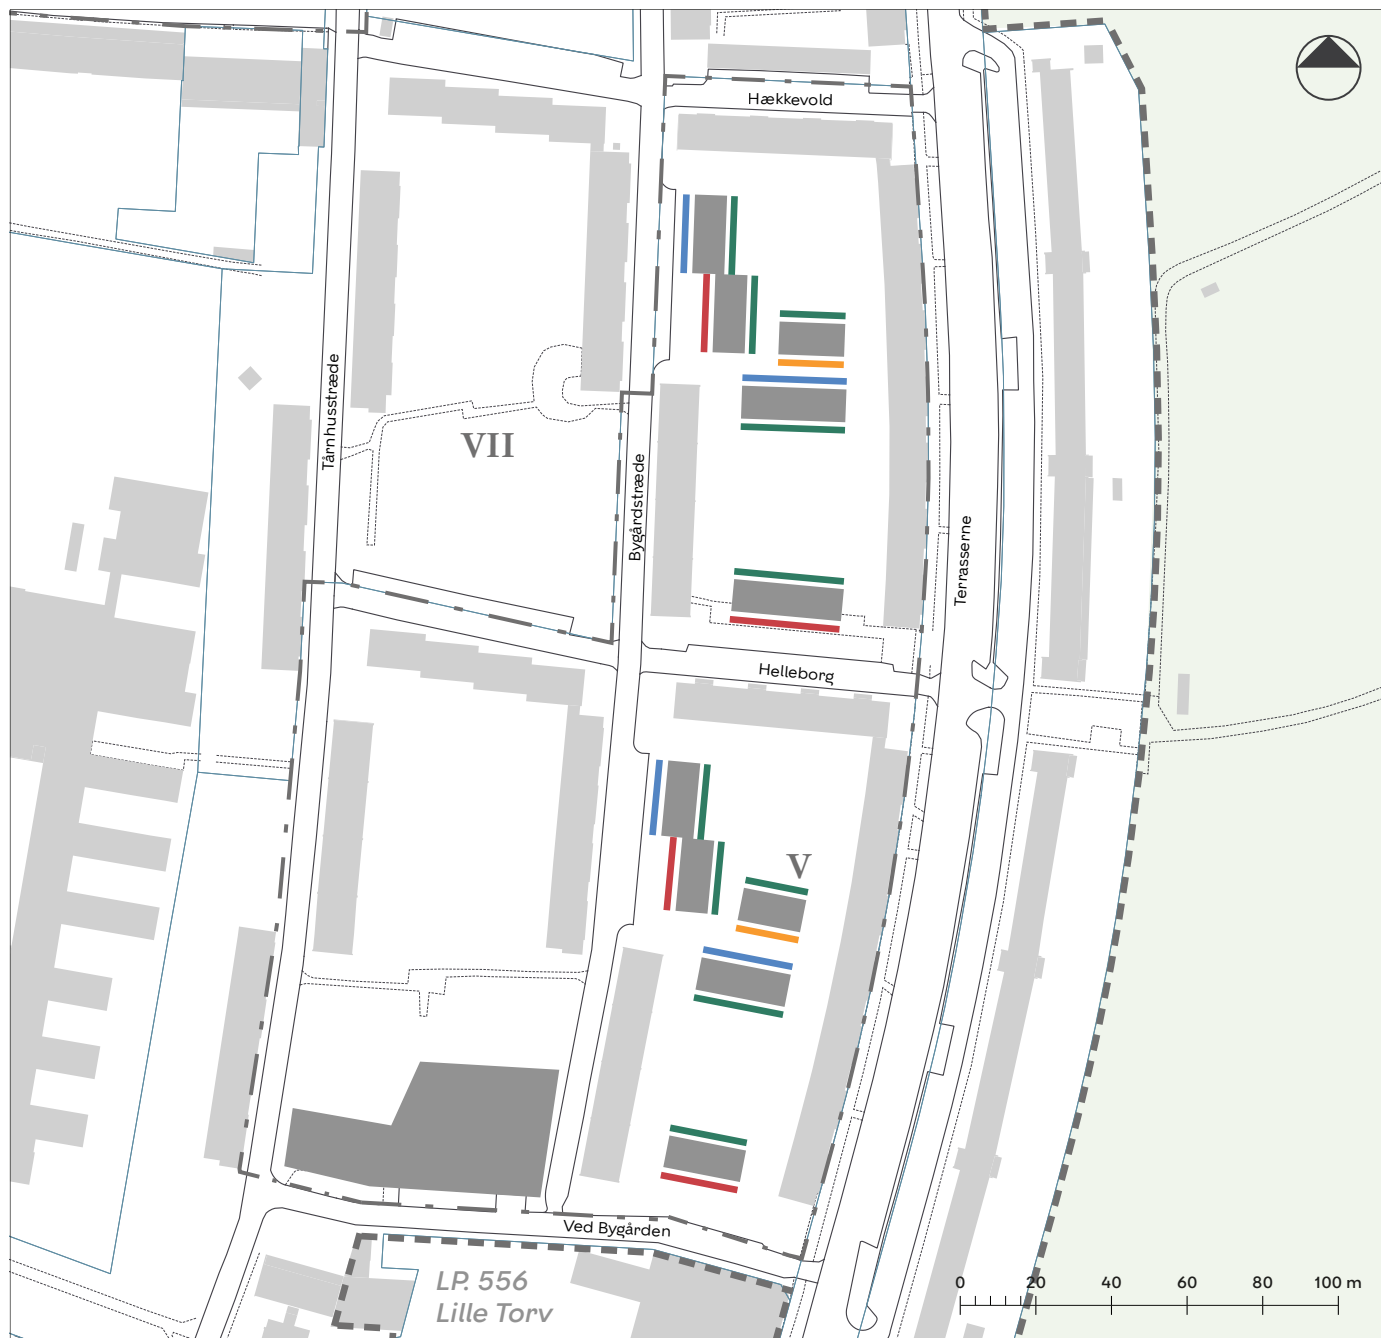 Hækkevold
Tårnhusstræde
VII
Bygårdstræde
Terrasserne
Helleborg
V
Ved Bygården
LP. 556
Lille Torv
0 20 40 60 80 100 m